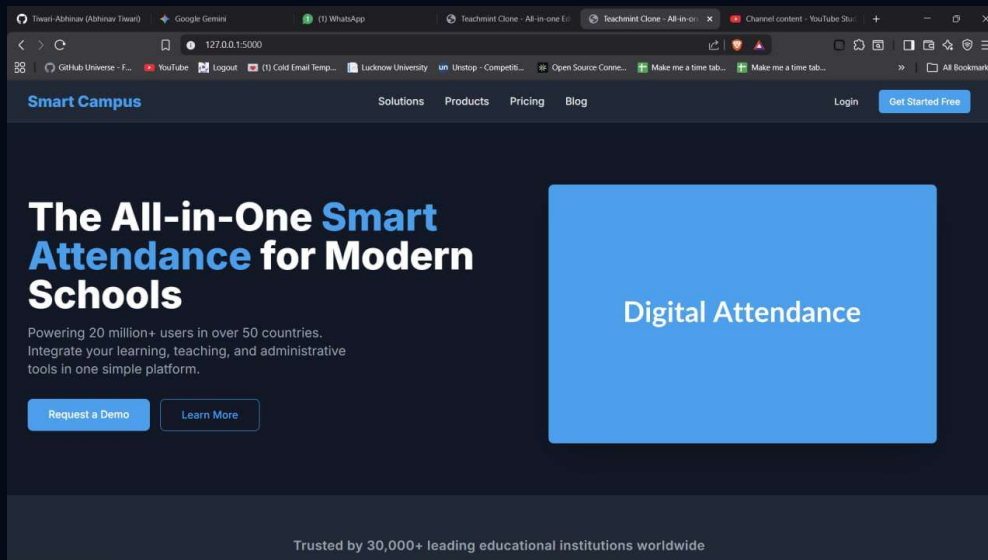 Tiwari-Abhinav (Abhinav Tiwari)
Google Gemini
(1) WhatsApp
Teachmint Clone - All-in-one Ed
Teachmint Clone - All-in-on
Channel content - YouTube Stud
127.0.0.1:5000
GitHub Universe - F...
YouTube
Logout
(1) Cold Email Temp...
Lucknow University
un Unstop - Competiti...
Open Source Conne...
Make me a time tab...
Make me a time tab...
»
All Bookmark
Smart Campus
Solutions
Products
Pricing
Blog
Login
Get Started Free
The All-in-One Smart
Attendance for Modern
Schools
Powering 20 million+ users in over 50 countries.
Integrate your learning, teaching, and administrative
tools in one simple platform.
Request a Demo
Learn More
Digital Attendance
Trusted by 30,000+ leading educational institutions worldwide